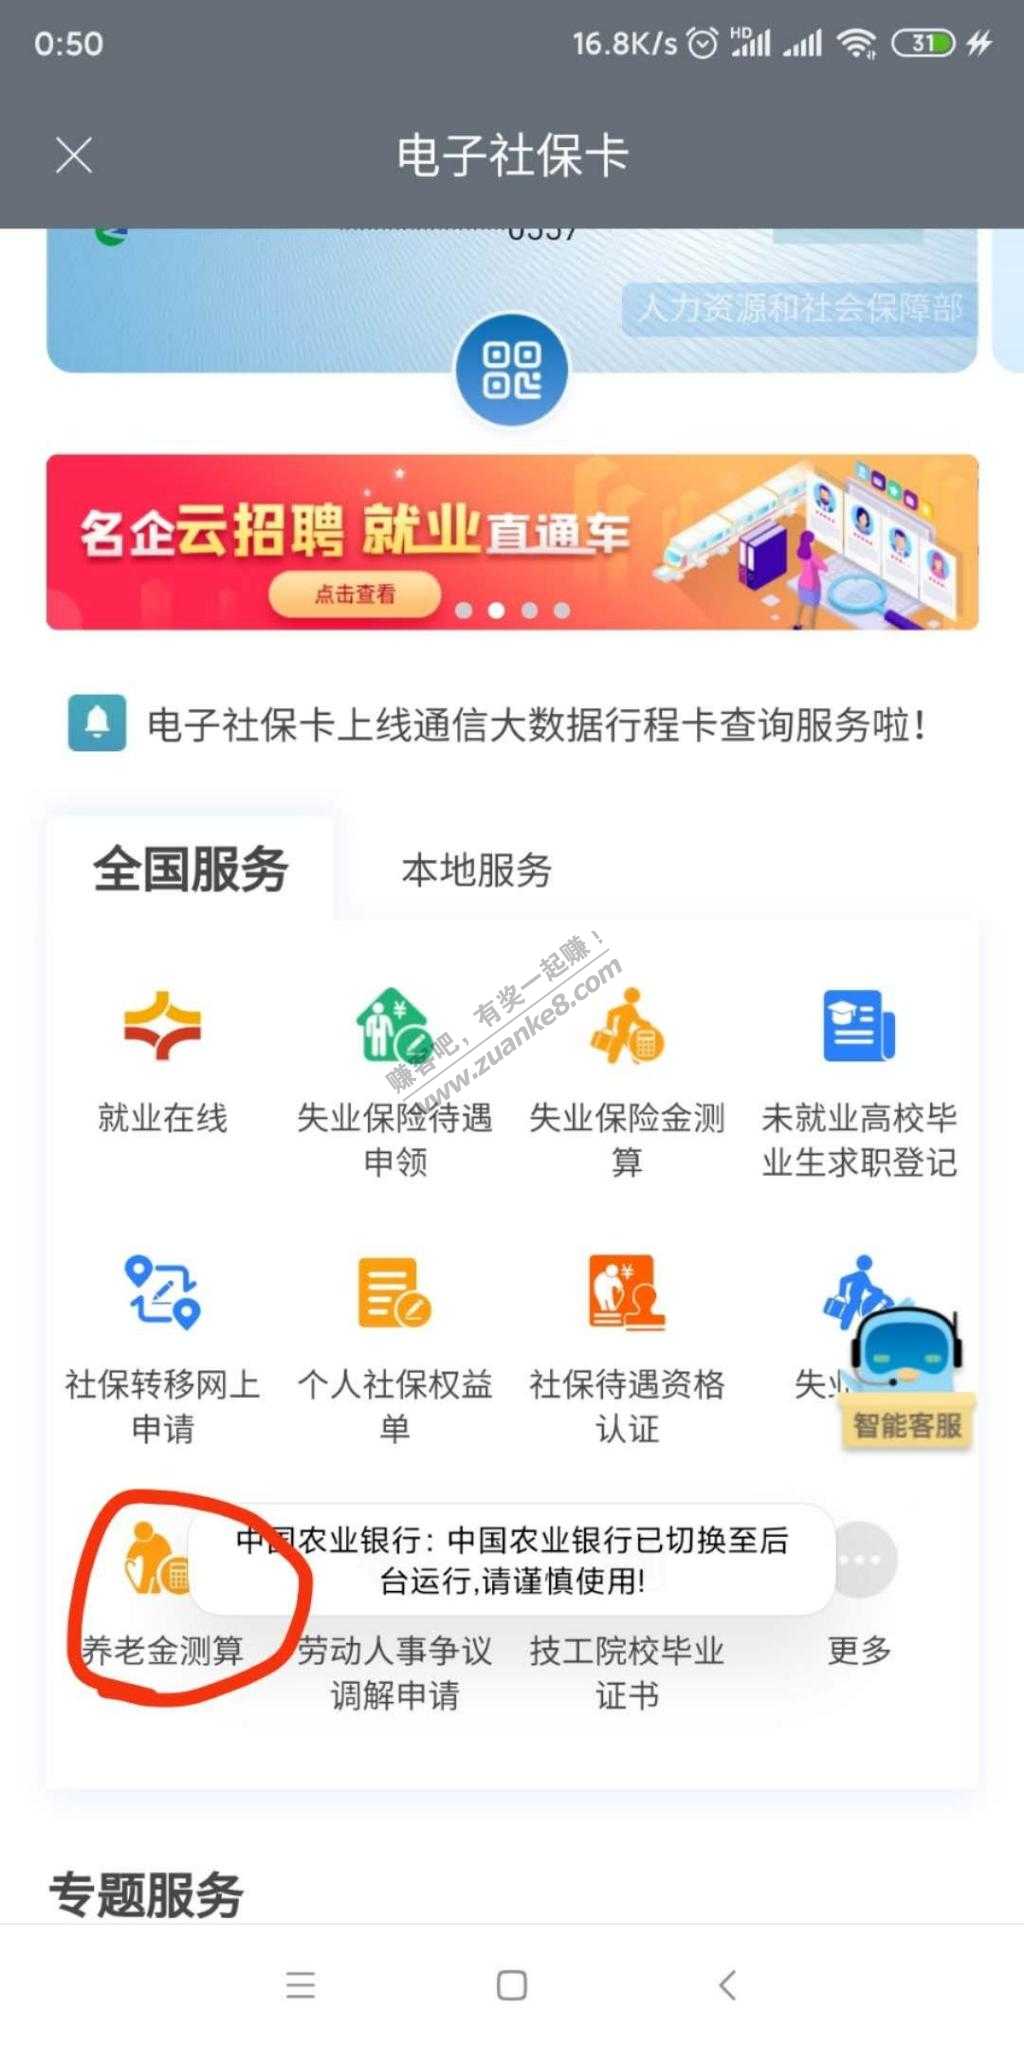 0:50
16.8K/s
HD
31
电子社保卡
0557
人力资源和社会保障部
名企云招聘 就业直通车
点击查看
电子社保卡上线通信大数据行程卡查询服务啦!
全国服务
本地服务
赚客吧，有奖一起赚!
www.zuanke8.com
就业在线
失业保险待遇
申领
失业保险金测
算
未就业高校毕
业生求职登记
社保转移网上
申请
个人社保权益
单
社保待遇资格
认证
失业
智能客服
中国农业银行: 中国农业银行已切换至后
台运行,请谨慎使用!
养老金测算
劳动人事争议
调解申请
技工院校毕业
证书
更多
专题服务